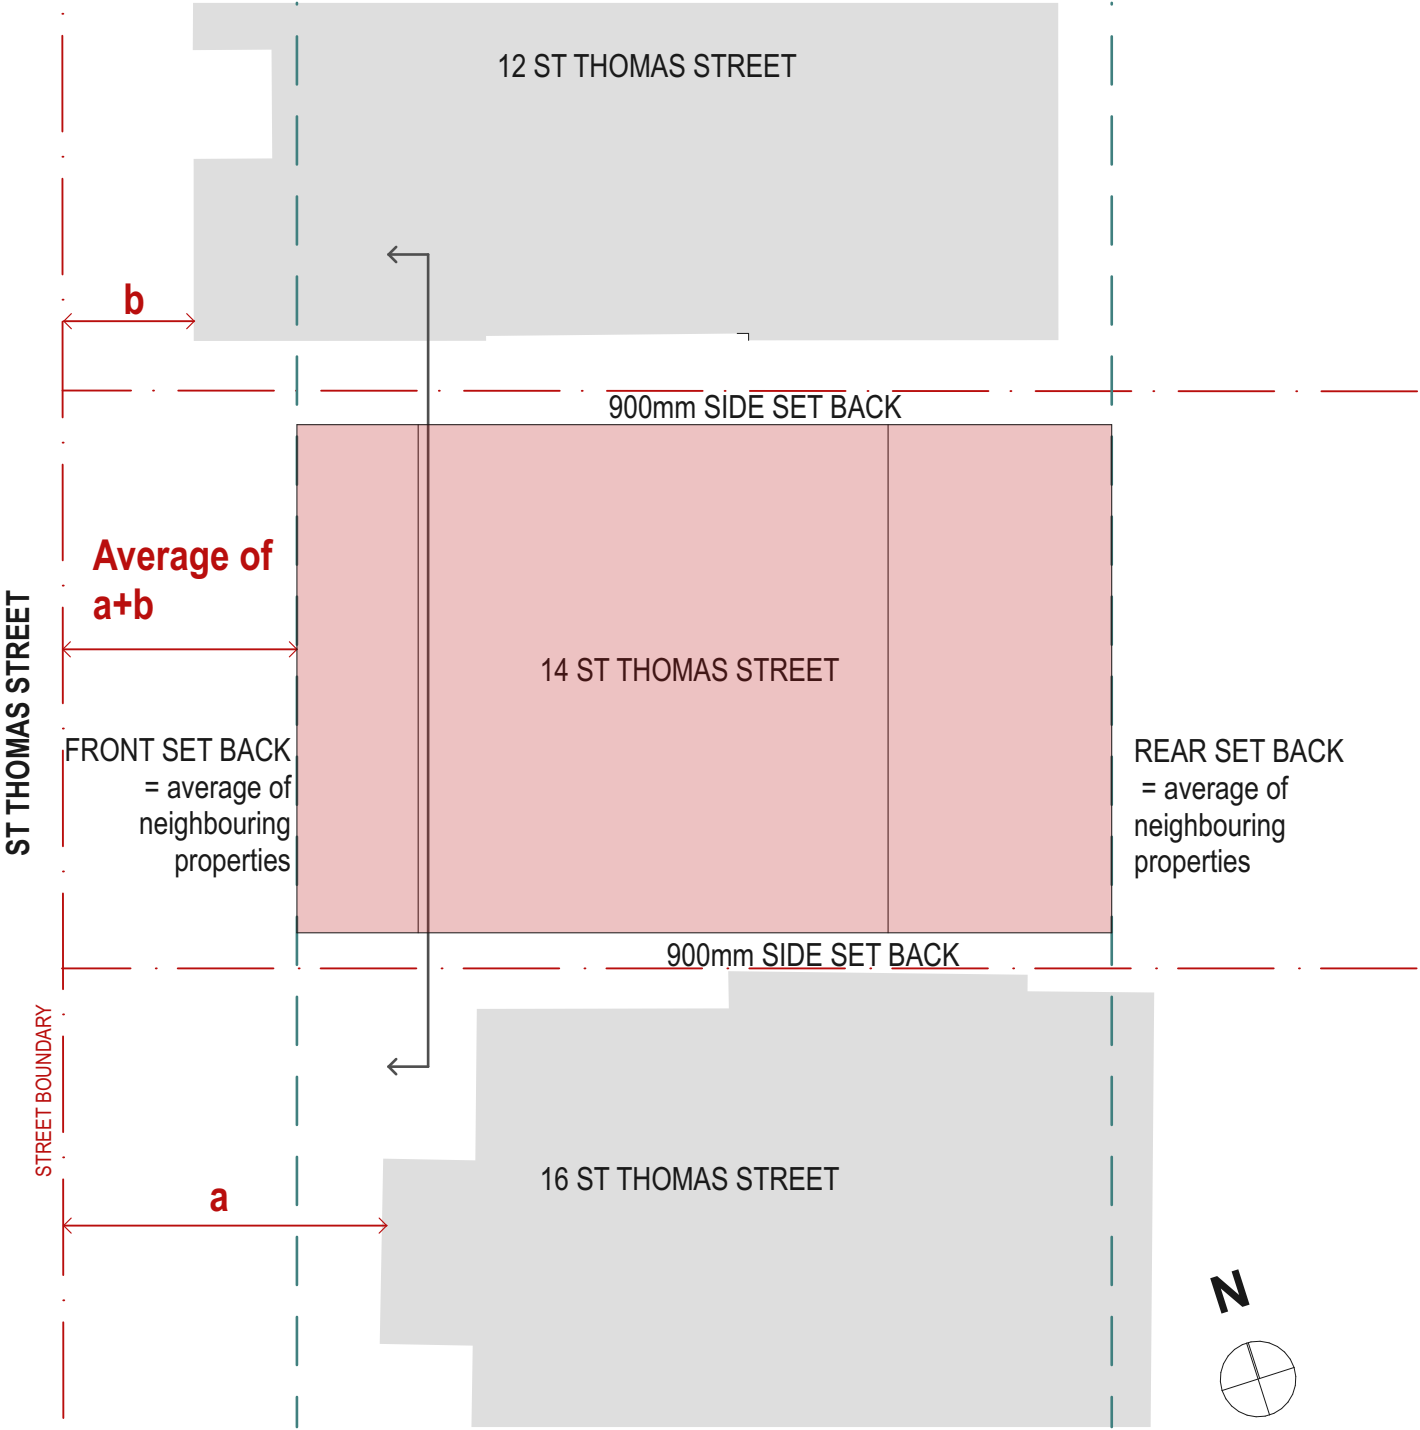 12 ST THOMAS STREET
b
900mm SIDE SET BACK
Average of
a+b
14 ST THOMAS STREET
ST THOMAS STREET
FRONT SET BACK
= average of
neighbouring
properties
REAR SET BACK
= average of
neighbouring
properties
900mm SIDE SET BACK
STREET BOUNDARY
16 ST THOMAS STREET
a
N